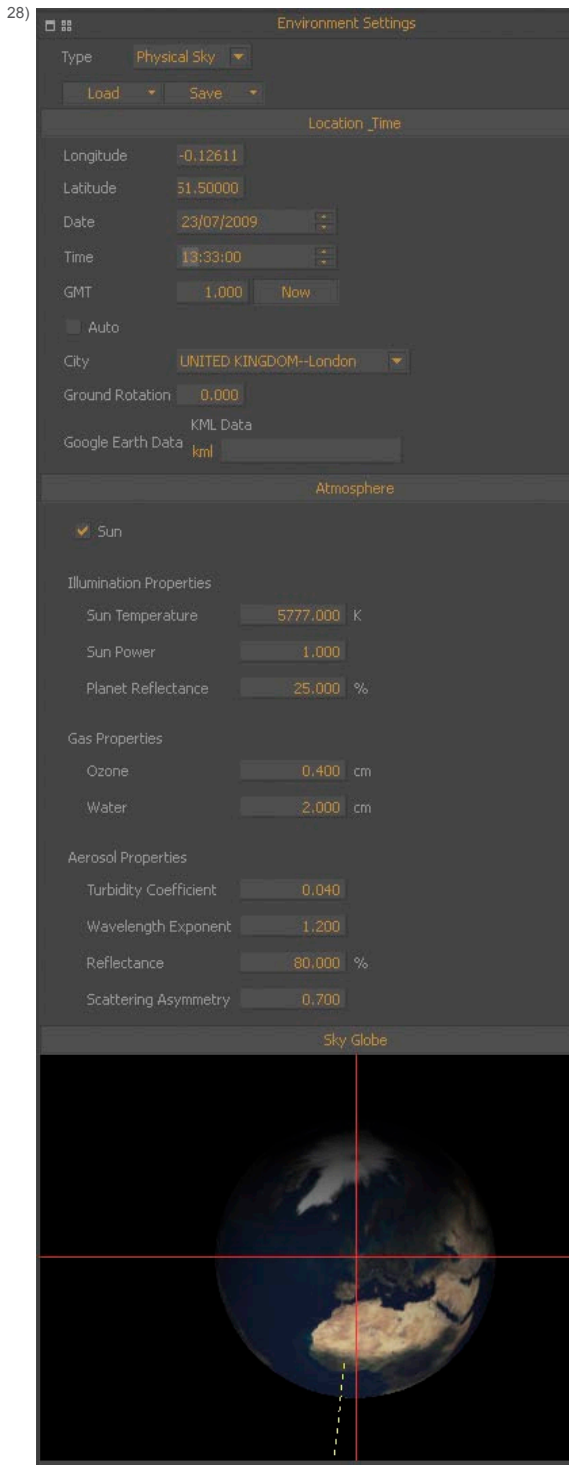 28)
Environment Settings
Type Physical Sky
Load Save
Location _Time
Longitude -0.12611
Latitude 51.50000
Date 23/07/2009
Time 13:33:00
GMT 1.000 Now
Auto
City UNITED KINGDOM--London
Ground Rotation 0.000
KML Data
Google Earth Data kml
Atmosphere
Sun
Illumination Properties
Sun Temperature 5777.000 K
Sun Power 1.000
Planet Reflectance 25.000 %
Gas Properties
Ozone 0.400 cm
Water 2.000 cm
Aerosol Properties
Turbidity Coefficient 0.040
Wavelength Exponent 1.200
Reflectance 80.000 %
Scattering Asymmetry 0.700
Sky Globe